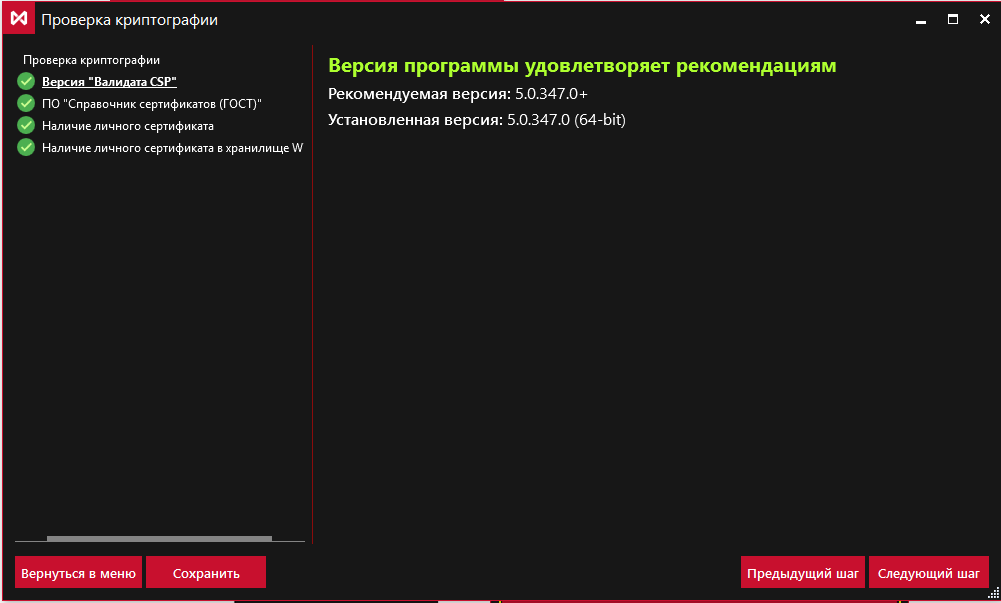 Проверка криптографии
Проверка криптографии
Версия "Валидата CSP"
ПО "Справочник сертификатов (ГОСТ)"
Наличие личного сертификата
Наличие личного сертификата в хранилище W
Версия программы удовлетворяет рекомендациям
Рекомендуемая версия: 5.0.347.0+
Установленная версия: 5.0.347.0 (64-bit)
Вернуться в меню
Сохранить
Предыдущий шаг
Следующий шаг